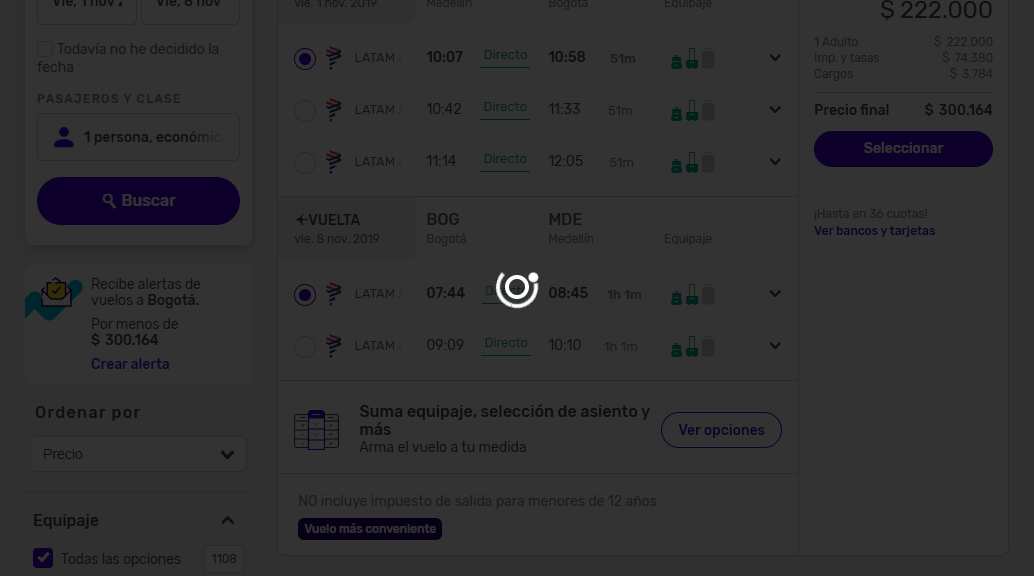 vie. 1 nov. 2019
Medellín
Bogotá
Equipaje
Vie, 1 nov
Vie, 8 nov
Todavía no he decidido la
fecha
PASAJEROS Y CLASE
1 persona, económica
Buscar
Recibe alertas de
vuelos a Bogotá.
Por menos de
$ 300.164
Crear alerta
Ordenar por
Precio
Equipaje
Todas las opciones
1108
LATAM
10:07
Directo
10:58
51m
LATAM
10:42
Directo
11:33
51m
LATAM
11:14
Directo
12:05
51m
VUELTA
BOG
MDE
vie. 8 nov. 2019
Bogotá
Medellín
Equipaje
LATAM
07:44
08:45
1h 1m
LATAM
09:09
Directo
10:10
1h 1m
Suma equipaje, selección de asiento y
más
Arma el vuelo a tu medida
Ver opciones
NO incluye impuesto de salida para menores de 12 años
Vuelo más conveniente
$ 222.000
1 Adulto
$ 222.000
Imp. y tasas
$ 74.380
Cargos
$ 3.784
Precio final
$ 300.164
Seleccionar
¡Hasta en 36 cuotas!
Ver bancos y tarjetas